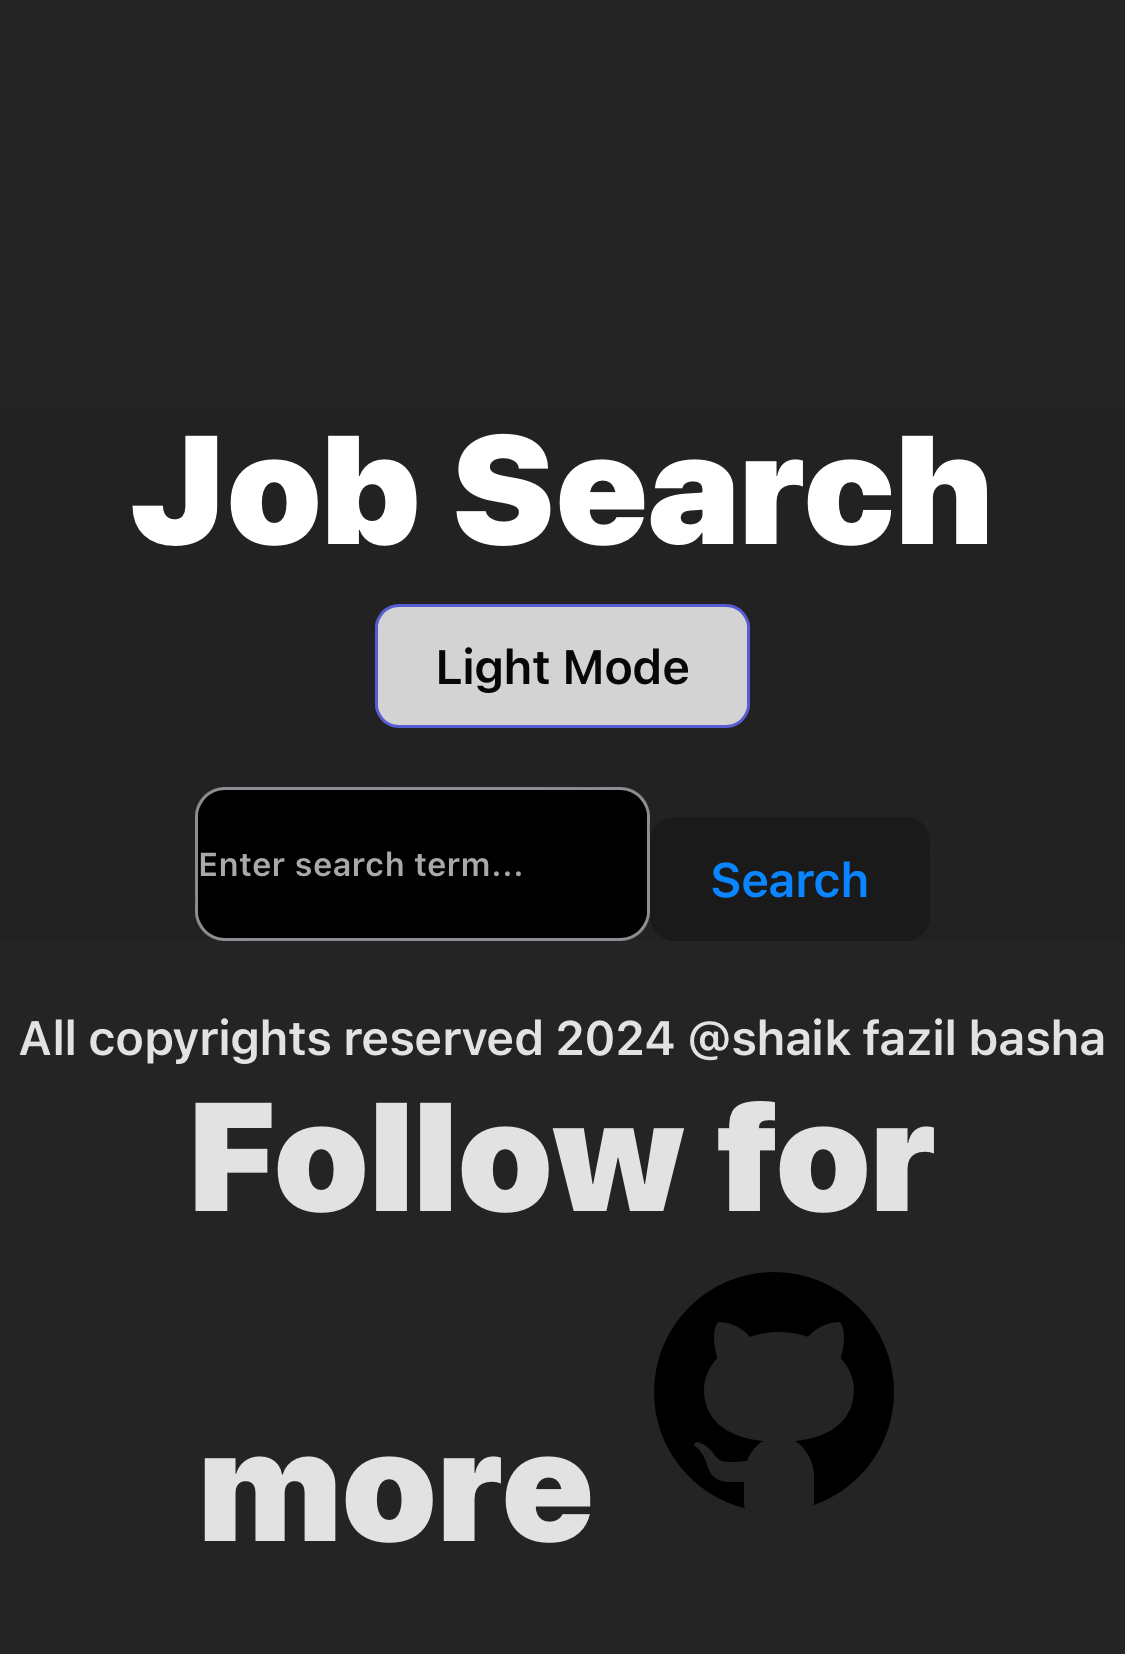 Job Search
Light Mode
Enter search term...
Search
All copyrights reserved 2024 @shaik fazil basha
Follow for
more